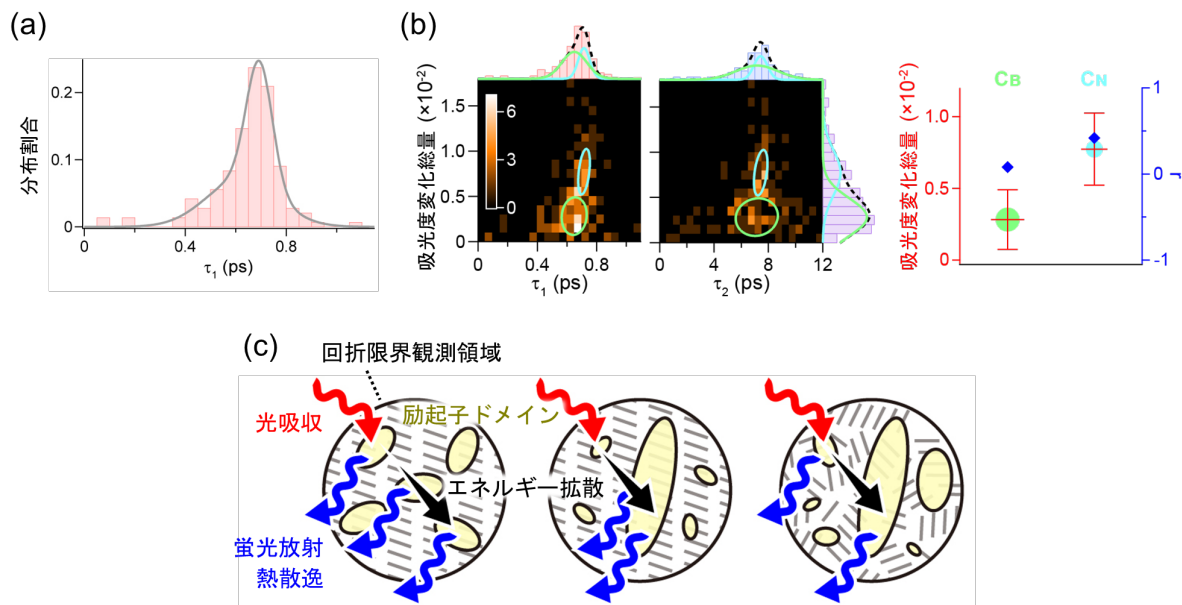 (a)
分布割合
0.2
0.1
0
0
0.4
0.8
τ1 (ps)
(b)
吸光度変化総量 (×10-2)
1.5
1.0
0.5
0
6
3
0
0
0.4
0.8
τ1 (ps)
0
4
8
12
τ2 (ps)
吸光度変化総量 (×10-2)
1.0
0.5
0
CB
CN
1
0
-1
(c)
回折限界観測領域
光吸収
励起子ドメイン
エネルギー拡散
蛍光放射
熱散逸